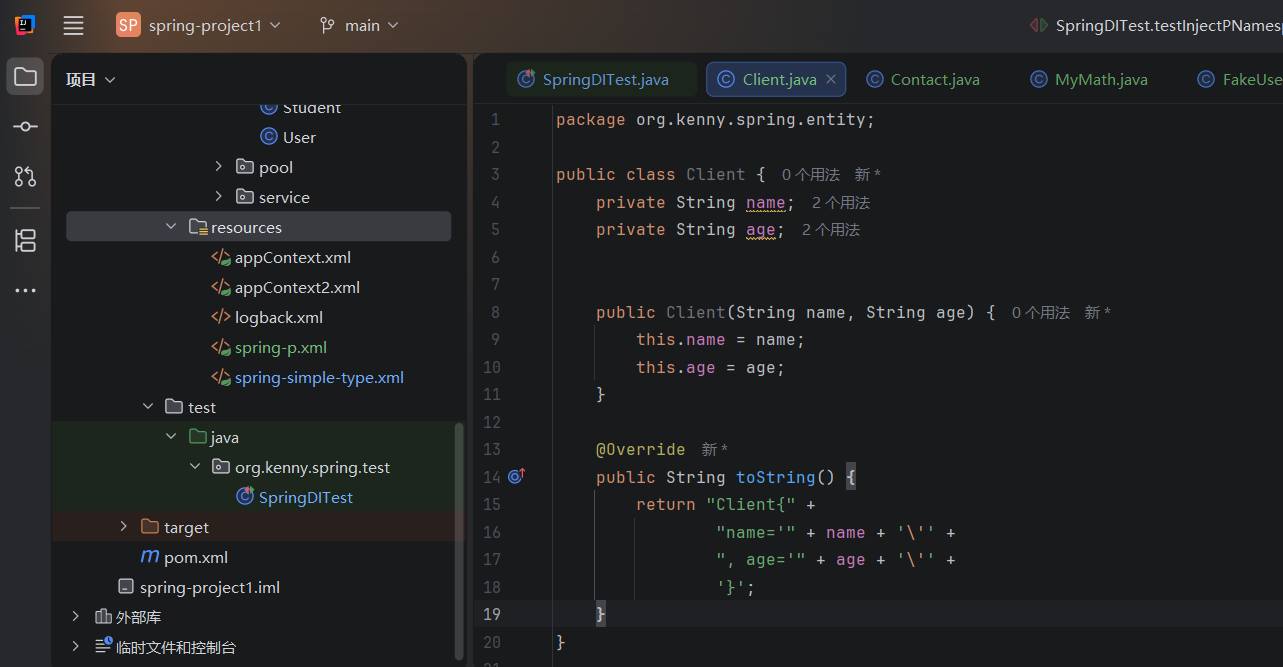 SP spring-project1 main SpringDITest.testInjectPNamesp
项目
Student
User
pool
service
resources
appContext.xml
appContext2.xml
logback.xml
spring-p.xml
spring-simple-type.xml
test
java
org.kenny.spring.test
SpringDITest
target
pom.xml
spring-project1.iml
外部库
临时文件和控制台
SpringDITest.java Client.java Contact.java MyMath.java FakeUse
1 package org.kenny.spring.entity;
2
3 public class Client { 0 个用法 新 *
4 private String name; 2 个用法
5 private String age; 2 个用法
6
7
8 public Client(String name, String age) { 0 个用法 新 *
9 this.name = name;
10 this.age = age;
11 }
12
13 @Override 新 *
14 public String toString() {
15 return "Client{" +
16 "name='" + name + '\'' +
17 ", age='" + age + '\'' +
18 '}';
19 }
20 }